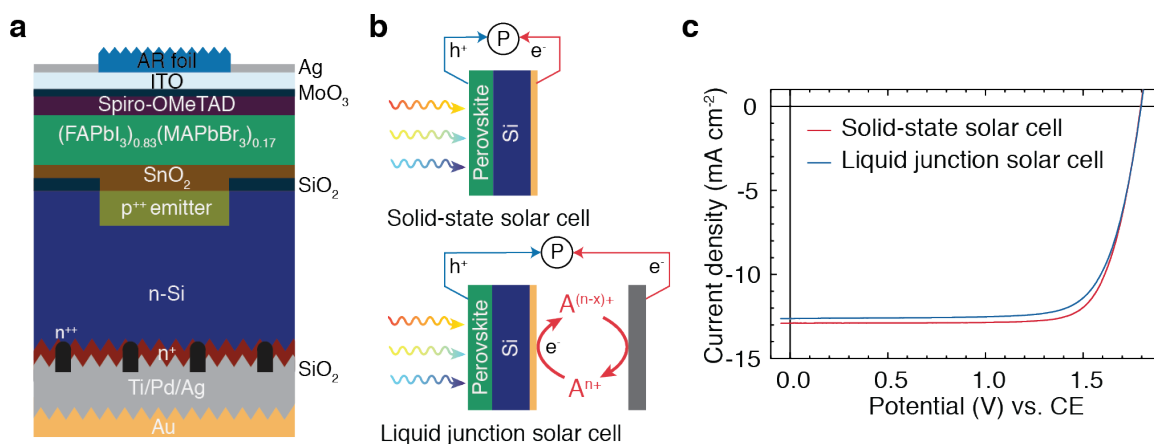 a
AR foil
Ag
ITO
MoO₃
Spiro-OMeTAD
(FAPbI₃)₀.₈₃(MAPbBr₃)₀.₁₇
SnO₂
SiO₂
p⁺⁺ emitter
n-Si
n⁺⁺
n⁺
SiO₂
Ti/Pd/Ag
Au
b
P
h⁺
e⁻
Perovskite
Si
Solid-state solar cell
P
h⁺
e⁻
Perovskite
Si
A⁽ⁿ⁻ˣ⁾⁺
e⁻
Aⁿ⁺
Liquid junction solar cell
c
Current density (mA cm⁻²)
0
-5
-10
-15
Solid-state solar cell
Liquid junction solar cell
0.0
0.5
1.0
1.5
Potential (V) vs. CE